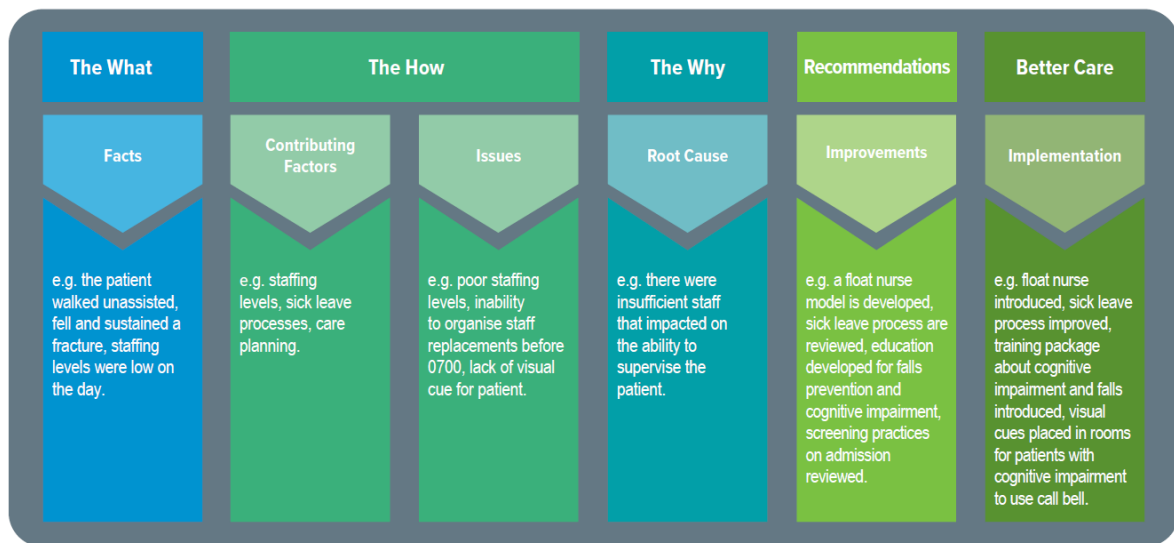 The What
The How
The Why
Recommendations
Better Care
Facts
Contributing
Factors
Issues
Root Cause
Improvements
Implementation
e.g. the patient
walked unassisted,
fell and sustained a
fracture, staffing
levels were low on
the day.
e.g. staffing
levels, sick leave
processes, care
planning.
e.g. poor staffing
levels, inability
to organise staff
replacements before
0700, lack of visual
cue for patient.
e.g. there were
insufficient staff
that impacted on
the ability to
supervise the
patient.
e.g. a float nurse
model is developed,
sick leave process are
reviewed, education
developed for falls
prevention and
cognitive impairment,
screening practices
on admission
reviewed.
e.g. float nurse
introduced, sick leave
process improved,
training package
about cognitive
impairment and falls
introduced, visual
cues placed in rooms
for patients with
cognitive impairment
to use call bell.